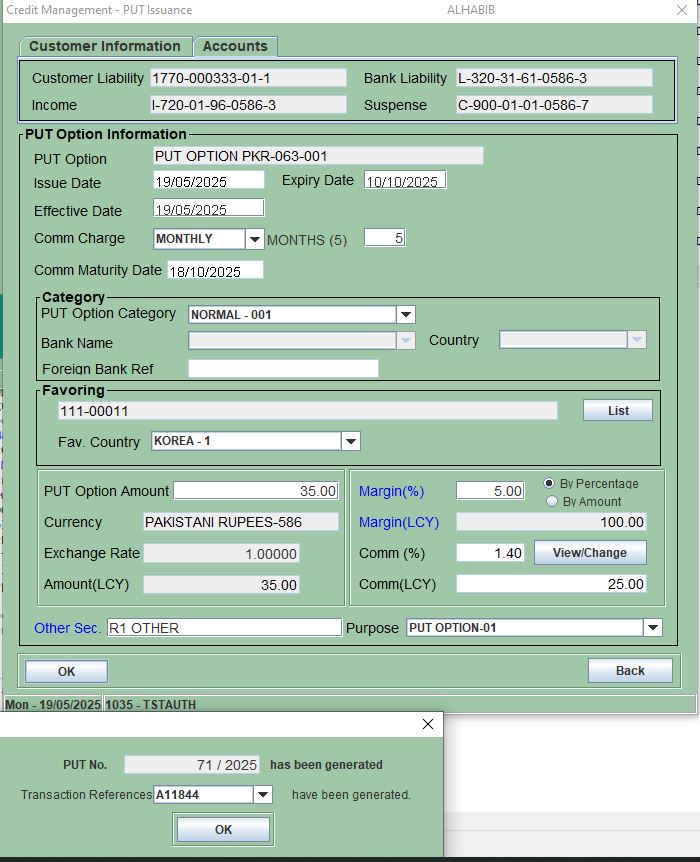 Credit Management - PUT Issuance ALHABIB
Customer Information Accounts
Customer Liability 1770-000333-01-1 Bank Liability L-320-31-61-0586-3
Income I-720-01-96-0586-3 Suspense C-900-01-01-0586-7
PUT Option Information
PUT Option PUT OPTION PKR-063-001
Issue Date 19/05/2025 Expiry Date 10/10/2025
Effective Date 19/05/2025
Comm Charge MONTHLY MONTHS (5) 5
Comm Maturity Date 18/10/2025
Category
PUT Option Category NORMAL - 001
Bank Name Country
Foreign Bank Ref
Favoring
111-00011 List
Fav. Country KOREA - 1
PUT Option Amount 35.00 Margin(%) 5.00 By Percentage
By Amount
Currency PAKISTANI RUPEES-586 Margin(LCY) 100.00
Exchange Rate 1.00000 Comm (%) 1.40 View/Change
Amount(LCY) 35.00 Comm(LCY) 25.00
Other Sec. R1 OTHER Purpose PUT OPTION-01
OK Back
Mon - 19/05/2025 1035 - TSTAUTH
PUT No. 71 / 2025 has been generated
Transaction References A11844 have been generated.
OK